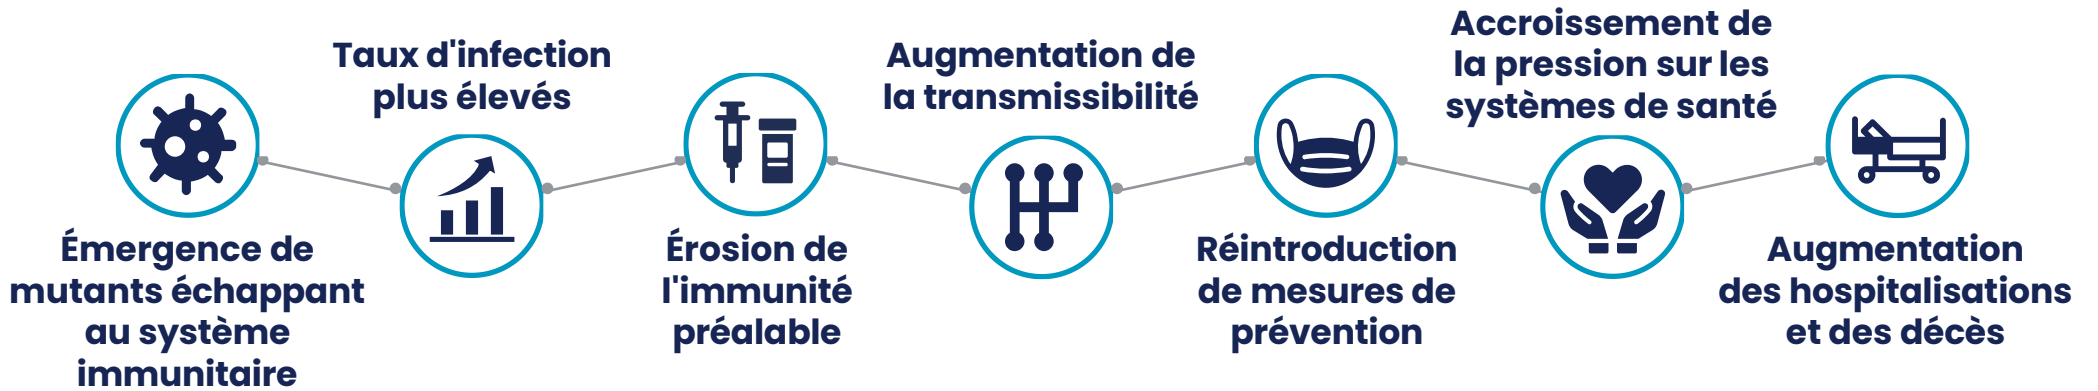 Émergence de
mutants échappant
au système
immunitaire
Taux d'infection
plus élevés
Érosion de
l'immunité
préalable
Augmentation de
la transmissibilité
Réintroduction
de mesures de
prévention
Accroissement de
la pression sur les
systèmes de santé
Augmentation
des hospitalisations
et des décès